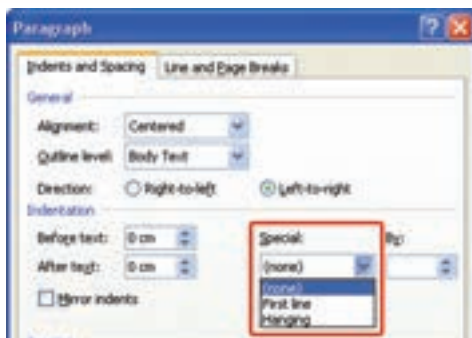 Paragraph
Indents and Spacing Line and Page Breaks
General
Alignment: Centered
Outline level: Body Text
Direction: Right-to-left Left-to-right
Indentation
Before text: 0 cm Special: By:
After text: 0 cm (none)
Mirror indents (none)
First line
Hanging